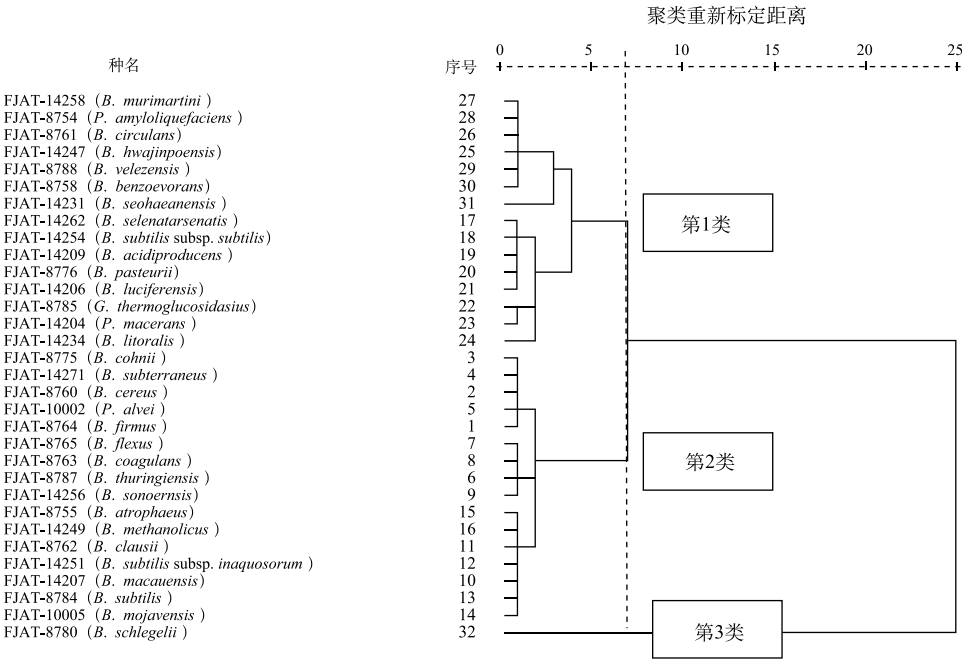 聚类重新标定距离
0 5 10 15 20 25
种名 序号
FJAT-14258（B. murimartini） 27
FJAT-8754（P. amyloliquefaciens） 28
FJAT-8761（B. circulans） 26
FJAT-14247（B. hwajinpoensis） 25
FJAT-8788（B. velezensis） 29
FJAT-8758（B. benzoevorans） 30
FJAT-14231（B. seohaeanensis） 31
FJAT-14262（B. selenatarsenatis） 17
FJAT-14254（B. subtilis subsp. subtilis） 18
FJAT-14209（B. acidiproducens） 19
FJAT-8776（B. pasteurii） 20
FJAT-14206（B. luciferensis） 21
FJAT-8785（G. thermoglucosidasius） 22
FJAT-14204（P. macerans） 23
FJAT-14234（B. litoralis） 24
FJAT-8775（B. cohnii） 3
FJAT-14271（B. subterraneus） 4
FJAT-8760（B. cereus） 2
FJAT-10002（P. alvei） 5
FJAT-8764（B. firmus） 1
FJAT-8765（B. flexus） 7
FJAT-8763（B. coagulans） 8
FJAT-8787（B. thuringiensis） 6
FJAT-14256（B. sonoernsis） 9
FJAT-8755（B. atrophaeus） 15
FJAT-14249（B. methanolicus） 16
FJAT-8762（B. clausii） 11
FJAT-14251（B. subtilis subsp. inaquosorum） 12
FJAT-14207（B. macauensis） 10
FJAT-8784（B. subtilis） 13
FJAT-10005（B. mojavensis） 14
FJAT-8780（B. schlegelii） 32
第1类
第2类
第3类